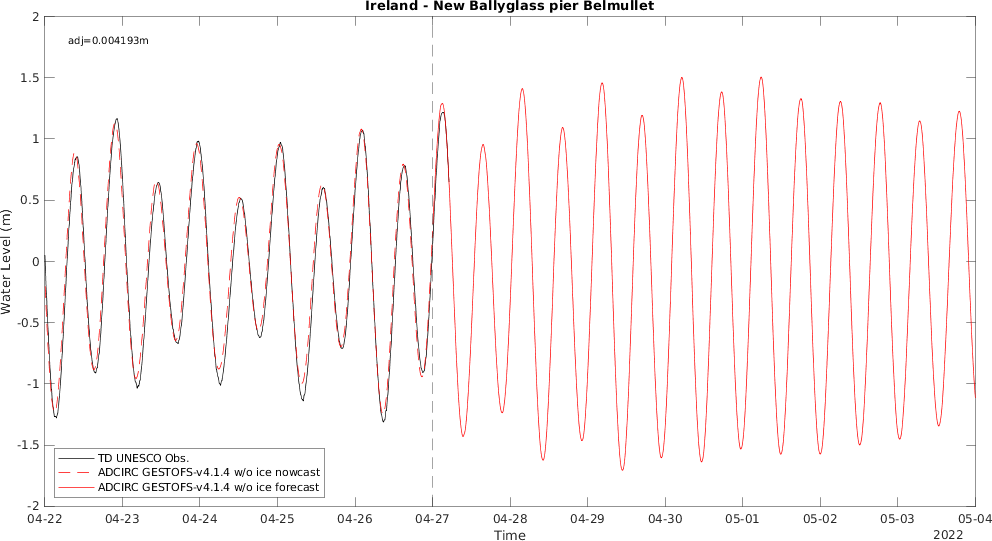 Ireland - New Ballyglass pier Belmullet
adj=0.004193m
2
1.5
1
0.5
0
-0.5
-1
-1.5
-2
Water Level (m)
TD UNESCO Obs.
ADCIRC GESTOFS-v4.1.4 w/o ice nowcast
ADCIRC GESTOFS-v4.1.4 w/o ice forecast
04-22 04-23 04-24 04-25 04-26 04-27 04-28 04-29 04-30 05-01 05-02 05-03 05-04
Time
2022